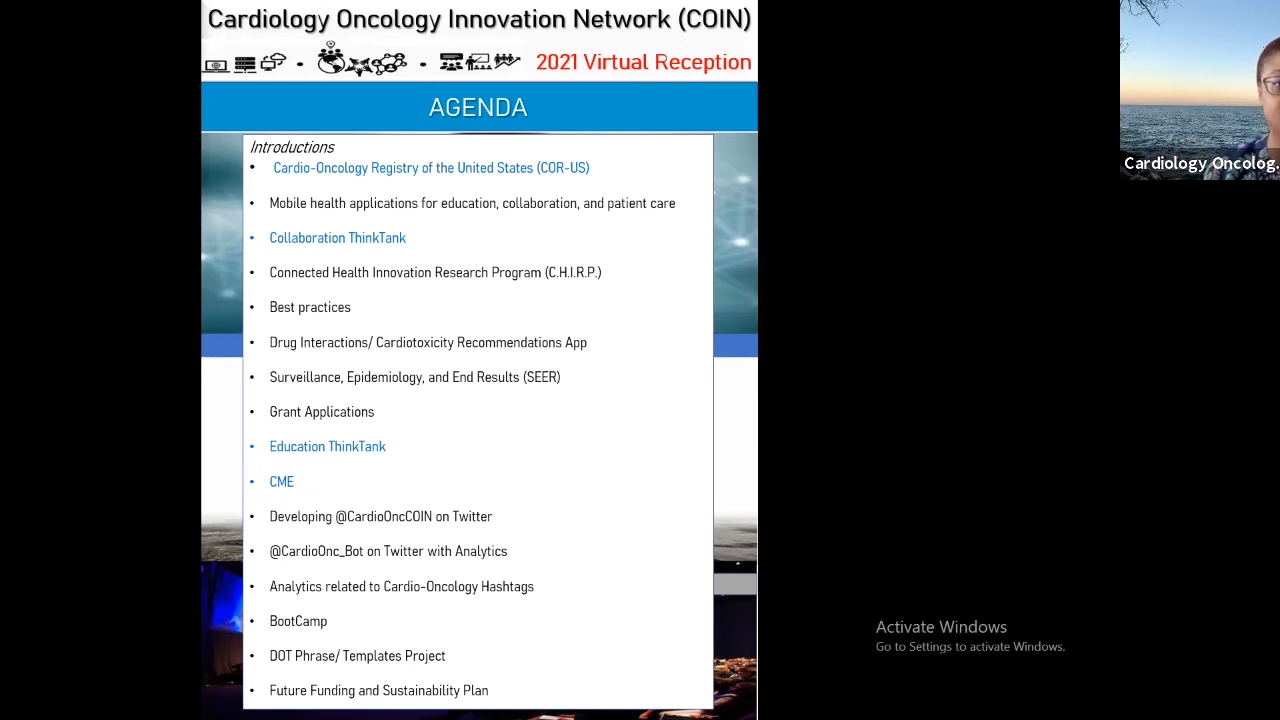 Cardiology Oncology Innovation Network (COIN)
2021 Virtual Reception
AGENDA
Introductions
• Cardio-Oncology Registry of the United States (COR-US)
• Mobile health applications for education, collaboration, and patient care
• Collaboration ThinkTank
• Connected Health Innovation Research Program (C.H.I.R.P.)
• Best practices
• Drug Interactions/ Cardiotoxicity Recommendations App
• Surveillance, Epidemiology, and End Results (SEER)
• Grant Applications
• Education ThinkTank
• CME
• Developing @CardioOncCOIN on Twitter
• @CardioOnc_Bot on Twitter with Analytics
• Analytics related to Cardio-Oncology Hashtags
• BootCamp
• DOT Phrase/ Templates Project
• Future Funding and Sustainability Plan
Cardiology Oncolog.
Activate Windows
Go to Settings to activate Windows.